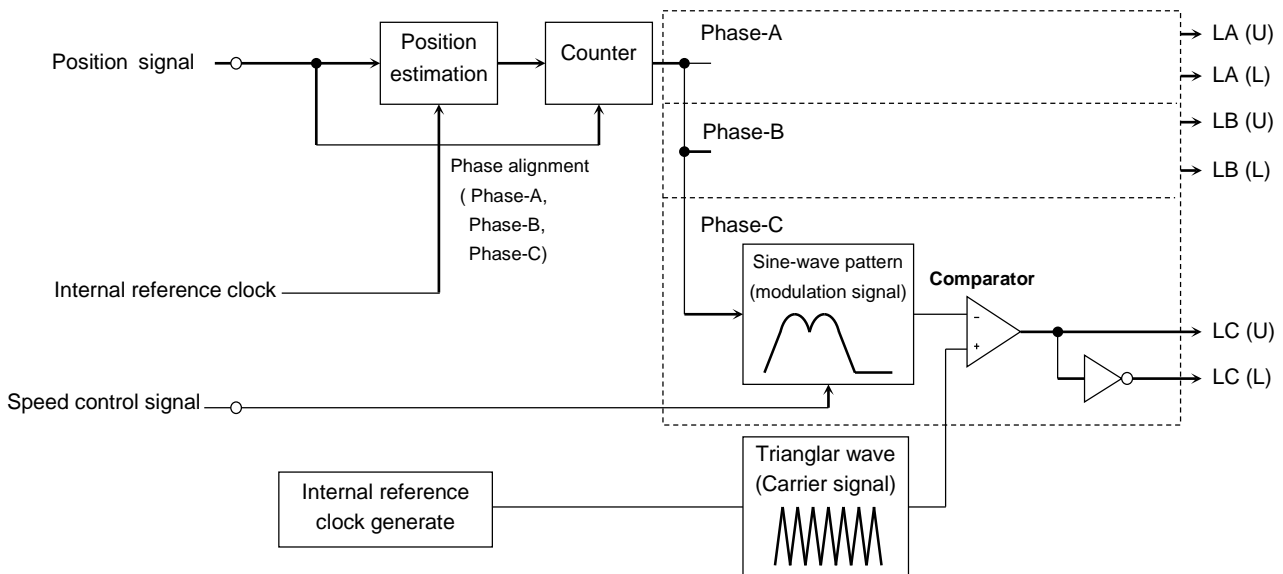 Position signal
Position
estimation
Counter
Phase-A
LA (U)
LA (L)
Phase-B
LB (U)
LB (L)
Phase alignment
( Phase-A,
Phase-B,
Phase-C)
Phase-C
Sine-wave pattern
(modulation signal)
Comparator
−
+
Internal reference clock
LC (U)
LC (L)
Speed control signal
Trianglar wave
(Carrier signal)
Internal reference
clock generate